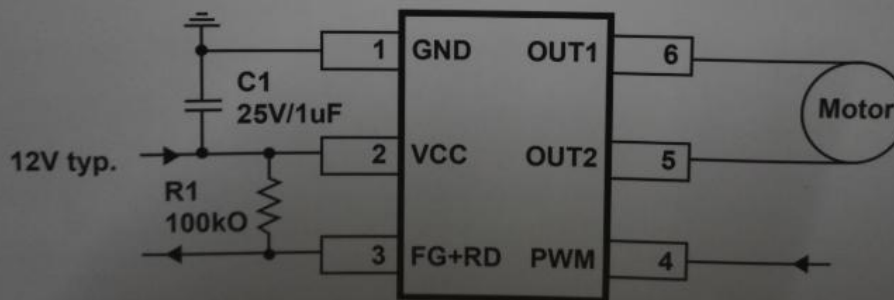 1 GND OUT1 6
C1
25V/1uF
Motor
12V typ.
2 VCC OUT2 5
R1
100kO
3 FG+RD PWM 4